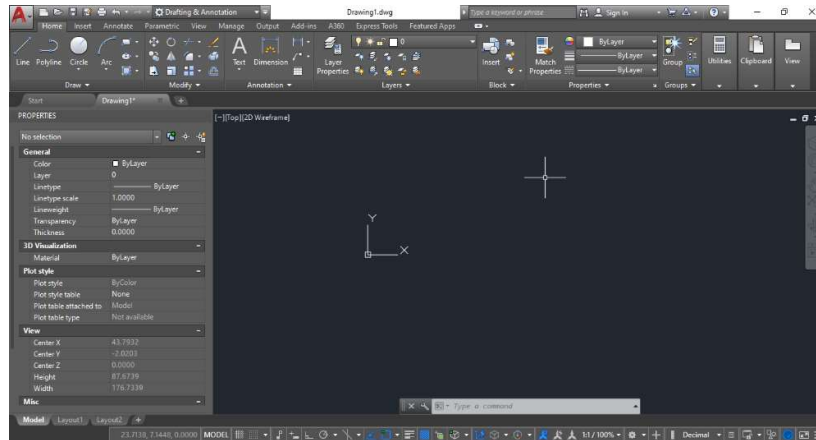 A Drafting & Annotation Drawing1.dwg Type a keyword or phrase Sign In
Home Insert Annotate Parametric View Manage Output Add-ins A360 Express Tools Featured Apps
Line Polyline Circle Arc Text Dimension Layer Properties 0 Insert Match Properties ByLayer ByLayer ByLayer Group Utilities Clipboard View
Draw Modify Annotation Layers Block Properties Groups
Start Drawing1*
PROPERTIES
[−][Top][2D Wireframe]
No selection
General
Color ByLayer
Layer 0
Linetype ByLayer
Linetype scale 1.0000
Lineweight ByLayer
Transparency ByLayer
Thickness 0.0000
3D Visualization
Material ByLayer
Plot style
Plot style ByColor
Plot style table None
Plot table attached to Model
Plot table type Not available
View
Center X 43.7932
Center Y -2.0203
Center Z 0.0000
Height 87.6739
Width 176.7339
Misc
Y
X
Type a command
Model Layout1 Layout2 +
23.7138, 7.1440, 0.0000 MODEL 1:1 / 100% Decimal